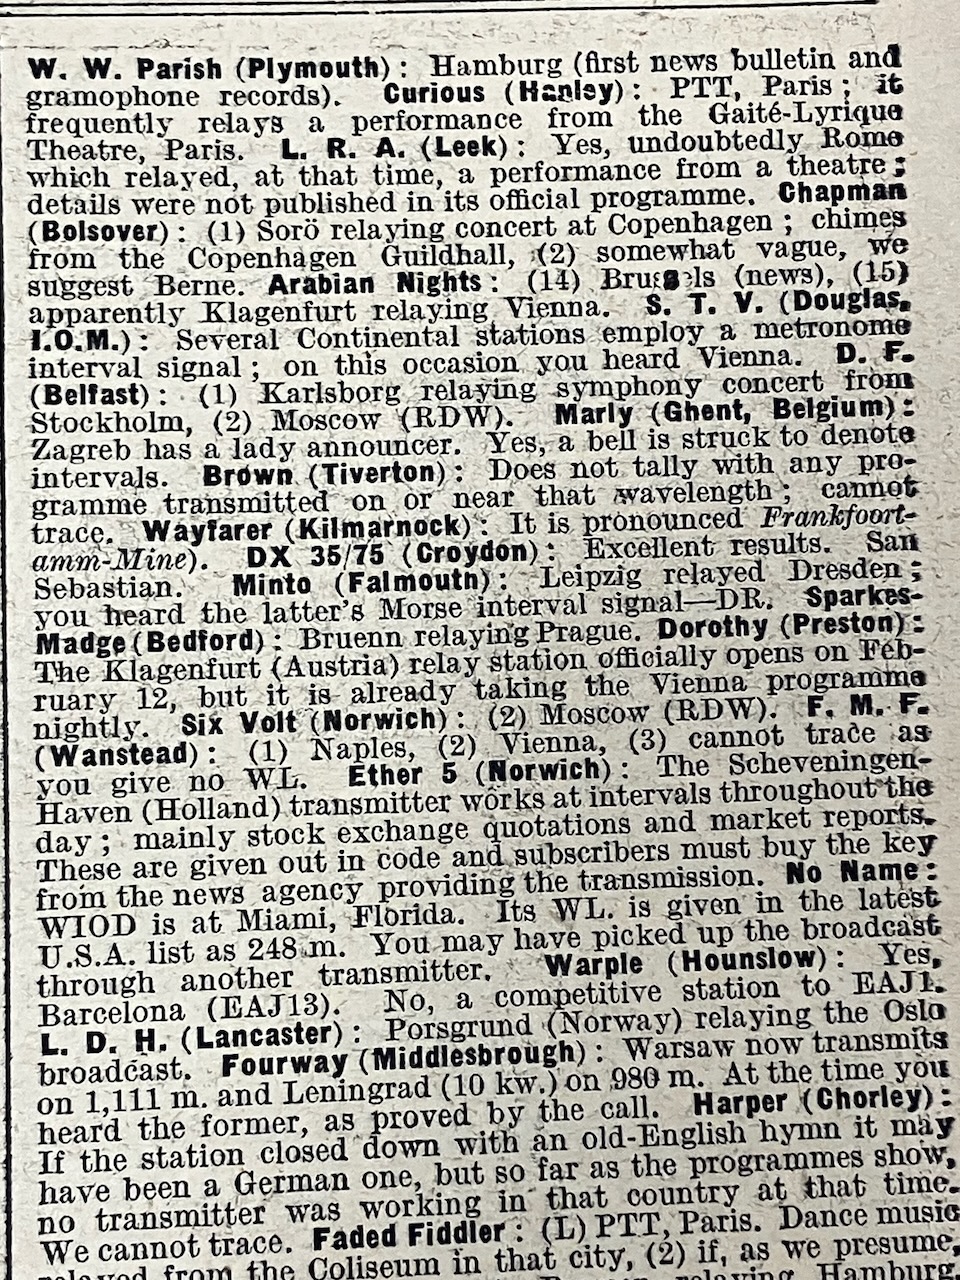 W. W. Parish (Plymouth): Hamburg (first news bulletin and
gramophone records). Curious (Hanley): PTT, Paris; it
frequently relays a performance from the Gaité-Lyrique
Theatre, Paris. L. R. A. (Leek): Yes, undoubtedly Rome
which relayed, at that time, a performance from a theatre;
details were not published in its official programme. Chapman
(Bolsover): (1) Sorö relaying concert at Copenhagen; chimes
from the Copenhagen Guildhall, (2) somewhat vague, we
suggest Berne. Arabian Nights: (14) Brussels (news), (15)
apparently Klagenfurt relaying Vienna. S. T. V. (Douglas,
I.O.M.): Several Continental stations employ a metronome
interval signal; on this occasion you heard Vienna. D. F.
(Belfast): (1) Karlsborg relaying symphony concert from
Stockholm, (2) Moscow (RDW). Marly (Ghent, Belgium):
Zagreb has a lady announcer. Yes, a bell is struck to denote
intervals. Brown (Tiverton): Does not tally with any pro-
gramme transmitted on or near that wavelength; cannot
trace. Wayfarer (Kilmarnock): It is pronounced Frankfoort-
amm-Mine). DX 35/75 (Croydon): Excellent results. San
Sebastian. Minto (Falmouth): Leipzig relayed Dresden;
you heard the latter's Morse interval signal—DR. Sparkes-
Madge (Bedford): Bruenn relaying Prague. Dorothy (Preston):
The Klagenfurt (Austria) relay station officially opens on Feb-
ruary 12, but it is already taking the Vienna programme
nightly. Six Volt (Norwich): (2) Moscow (RDW). F. M. F.
(Wanstead): (1) Naples, (2) Vienna, (3) cannot trace as
you give no WL. Ether 5 (Norwich): The Scheveningen-
Haven (Holland) transmitter works at intervals throughout the
day; mainly stock exchange quotations and market reports.
These are given out in code and subscribers must buy the key
from the news agency providing the transmission. No Name:
WIOD is at Miami, Florida. Its WL. is given in the latest
U.S.A. list as 248 m. You may have picked up the broadcast
through another transmitter. Warple (Hounslow): Yes,
Barcelona (EAJ13). No, a competitive station to EAJ1.
L. D. H. (Lancaster): Porsgrund (Norway) relaying the Oslo
broadcast. Fourway (Middlesbrough): Warsaw now transmits
on 1,111 m. and Leningrad (10 kw.) on 980 m. At the time you
heard the former, as proved by the call. Harper (Chorley):
If the station closed down with an old-English hymn it may
have been a German one, but so far as the programmes show,
no transmitter was working in that country at that time.
We cannot trace. Faded Fiddler: (L) PTT, Paris. Dance music
relayed from the Coliseum in that city, (2) if, as we presume,
relaying Hamburg